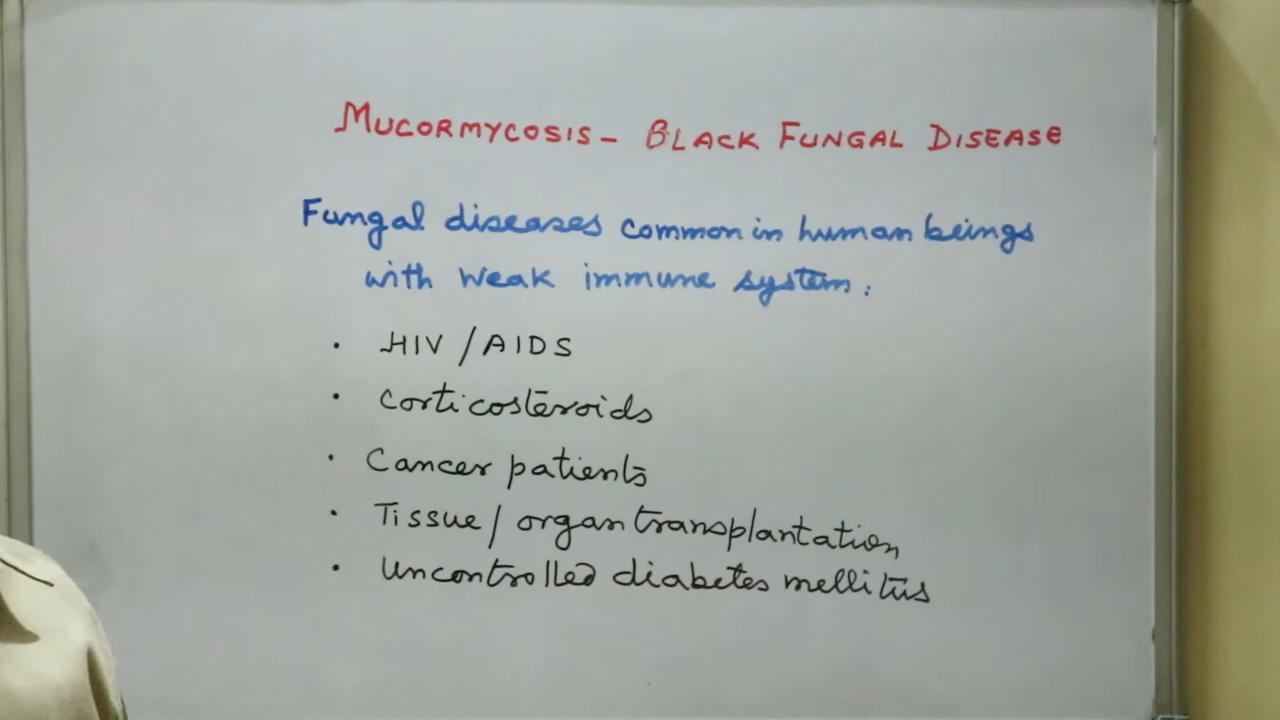 MUCORMYCOSIS - BLACK FUNGAL DISEASE
Fungal diseases common in human beings
with weak immune system:
• HIV / AIDS
• Corticosteroids
• Cancer patients
• Tissue / organ transplantation
• Uncontrolled diabetes mellitus